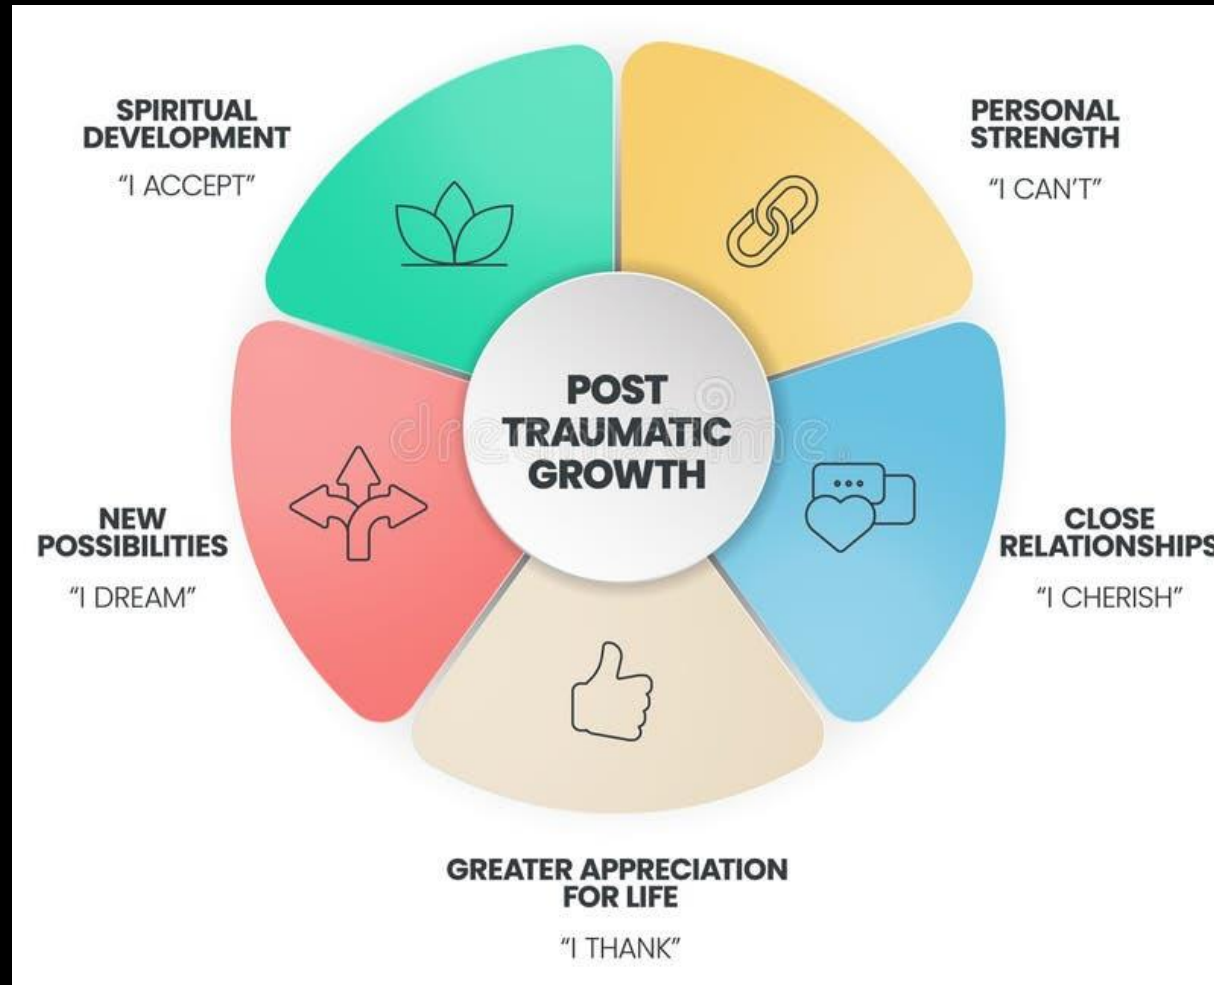 SPIRITUAL
DEVELOPMENT
“I ACCEPT”
PERSONAL
STRENGTH
“I CAN'T”
POST
TRAUMATIC
GROWTH
dreamstime.
NEW
POSSIBILITIES
“I DREAM”
CLOSE
RELATIONSHIPS
“I CHERISH”
GREATER APPRECIATION
FOR LIFE
“I THANK”